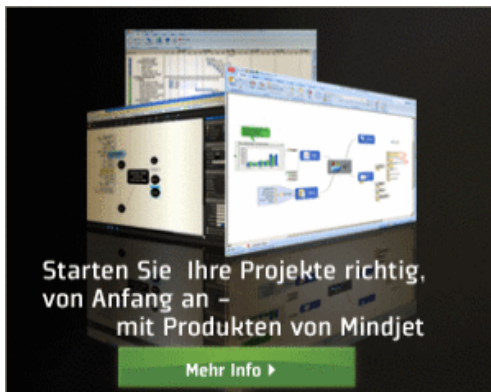 Starten Sie Ihre Projekte richtig,
von Anfang an –
mit Produkten von Mindjet
Mehr Info